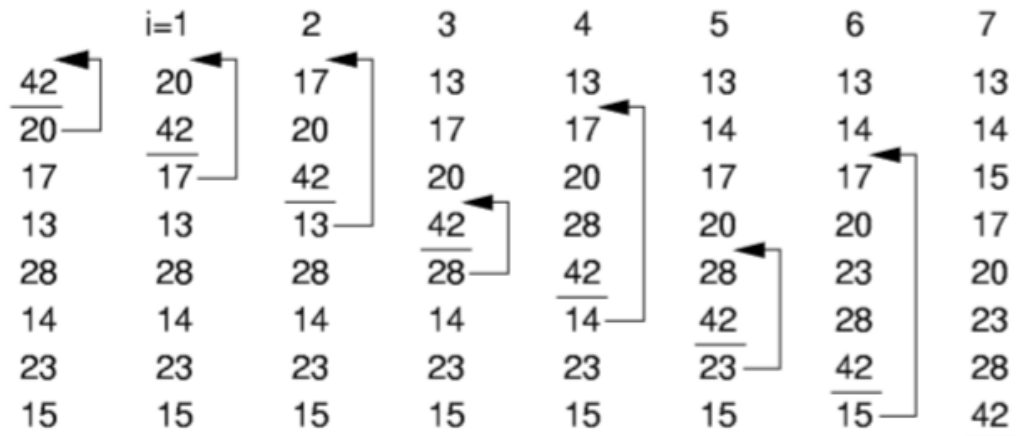 i=1 2 3 4 5 6 7
42 20 17 13 13 13 13 13
20 42 20 17 17 14 14 14
17 17 42 20 20 17 17 15
13 13 13 42 28 20 20 17
28 28 28 28 42 28 23 20
14 14 14 14 14 42 28 23
23 23 23 23 23 23 42 28
15 15 15 15 15 15 15 42